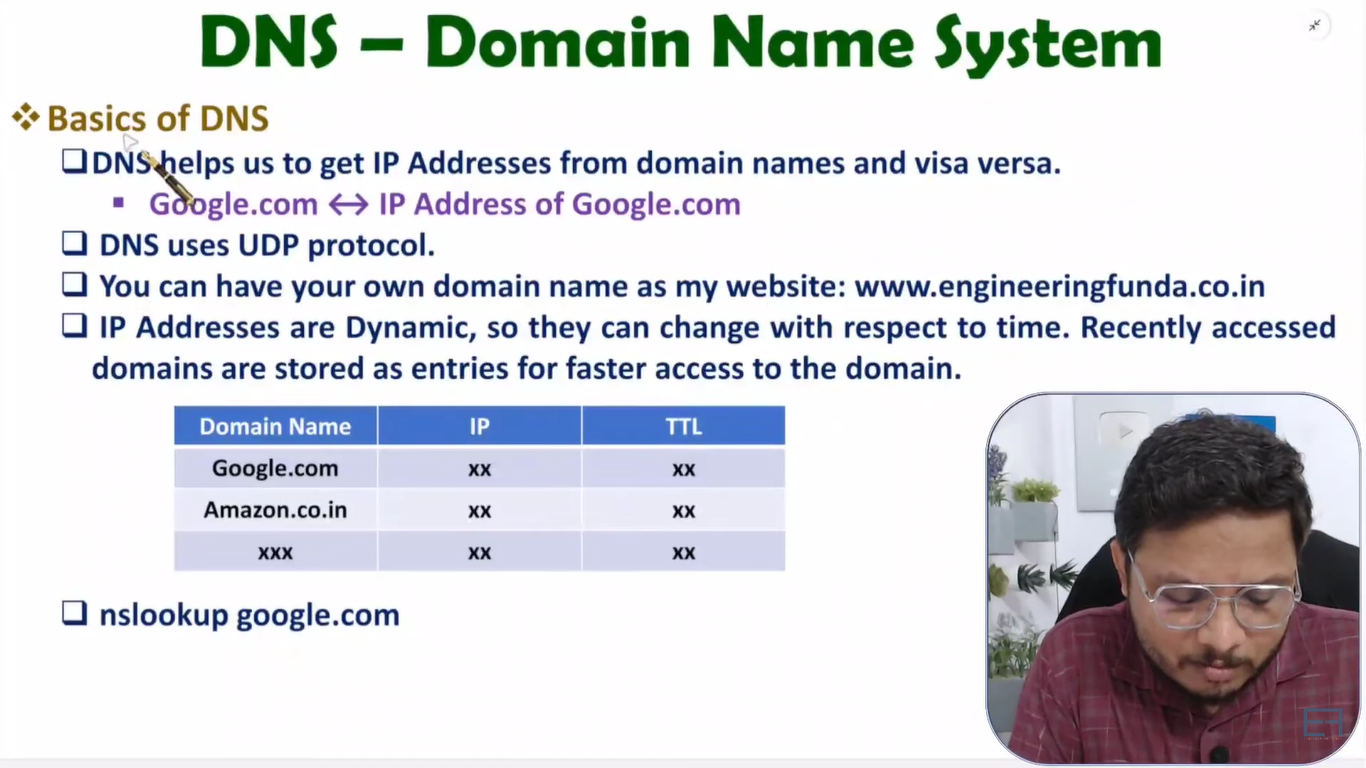 DNS – Domain Name System
Basics of DNS
DNS helps us to get IP Addresses from domain names and visa versa.
Google.com ↔ IP Address of Google.com
DNS uses UDP protocol.
You can have your own domain name as my website: www.engineeringfunda.co.in
IP Addresses are Dynamic, so they can change with respect to time. Recently accessed
domains are stored as entries for faster access to the domain.
Domain Name IP TTL
Google.com xx xx
Amazon.co.in xx xx
xxx xx xx
nslookup google.com